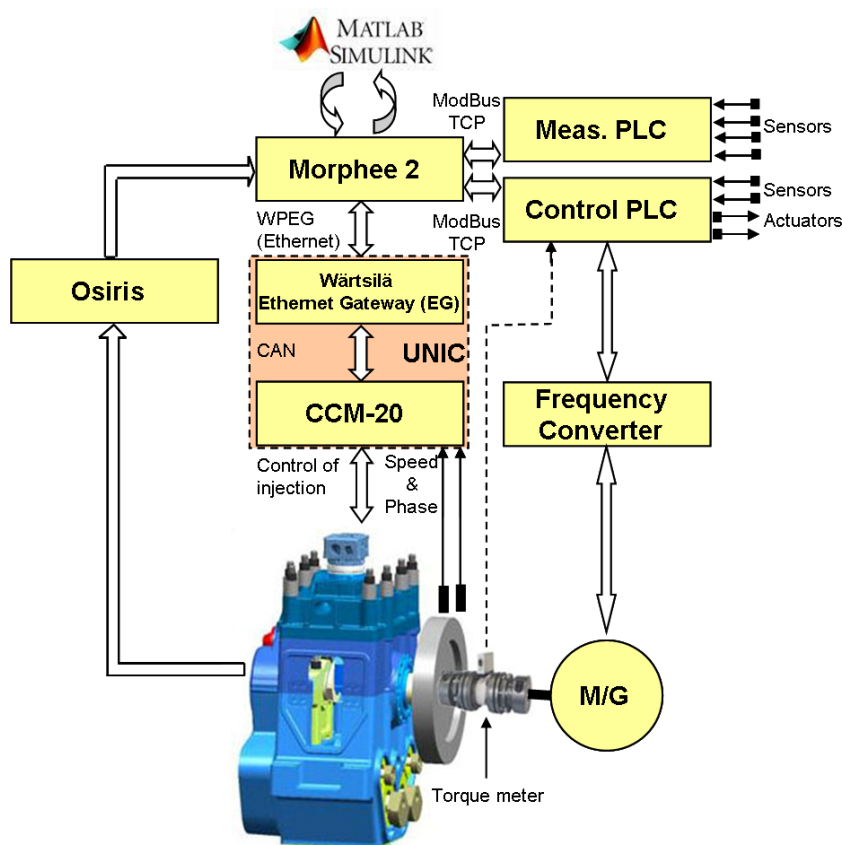 MATLAB
SIMULINK®
ModBus
TCP
Meas. PLC
Sensors
Morphee 2
Sensors
Control PLC
Actuators
WPEG
(Ethernet)
ModBus
TCP
Osiris
Wärtsilä
Ethernet Gateway (EG)
CAN
UNIC
CCM-20
Frequency
Converter
Control of
injection
Speed
&
Phase
M/G
Torque meter